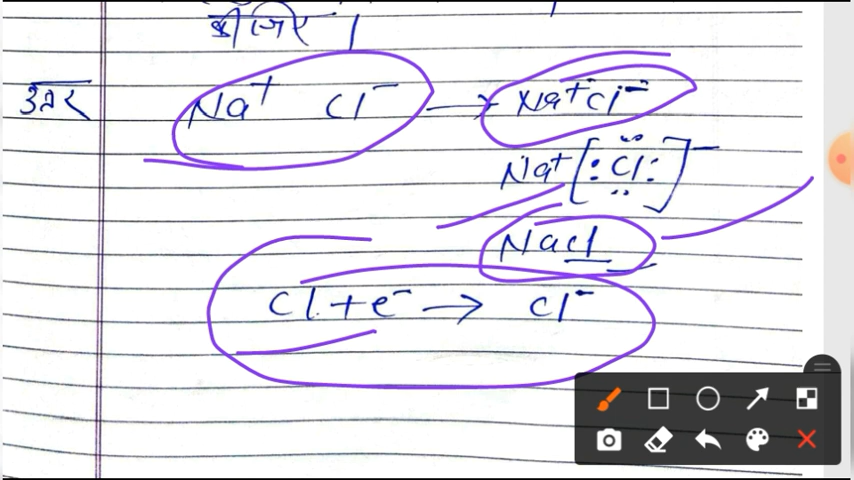 कीजिए |
उत्तर Na⁺ Cl⁻ → Na⁺Cl⁻
Na⁺[:Cl:]⁻
NaCl
Cl + e⁻ → Cl⁻